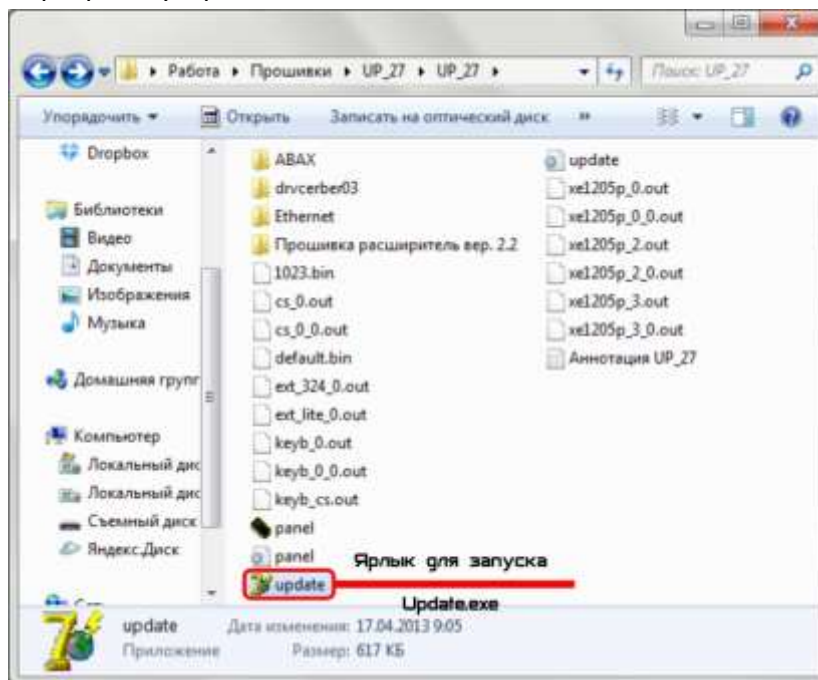 Работа ▸ Прошивки ▸ UP_27 ▸ UP_27 ▸
Поиск: UP_27
Упорядочить ▾ Открыть Записать на оптический диск »
Dropbox
Библиотеки
Видео
Документы
Изображения
Музыка
Домашняя групг
Компьютер
Локальный дис
Локальный дис
Съемный диск
Яндекс.Диск
ABAX
drvcerber03
Ethernet
Прошивка расширитель вер. 2.2
1023.bin
cs_0.out
cs_0_0.out
default.bin
ext_324_0.out
ext_lite_0.out
keyb_0.out
keyb_0_0.out
keyb_cs.out
panel
panel
update
update
xe1205p_0.out
xe1205p_0_0.out
xe1205p_2.out
xe1205p_2_0.out
xe1205p_3.out
xe1205p_3_0.out
Аннотация UP_27
Ярлык для запуска
Update.exe
update Дата изменения: 17.04.2013 9:05
Приложение Размер: 617 КБ